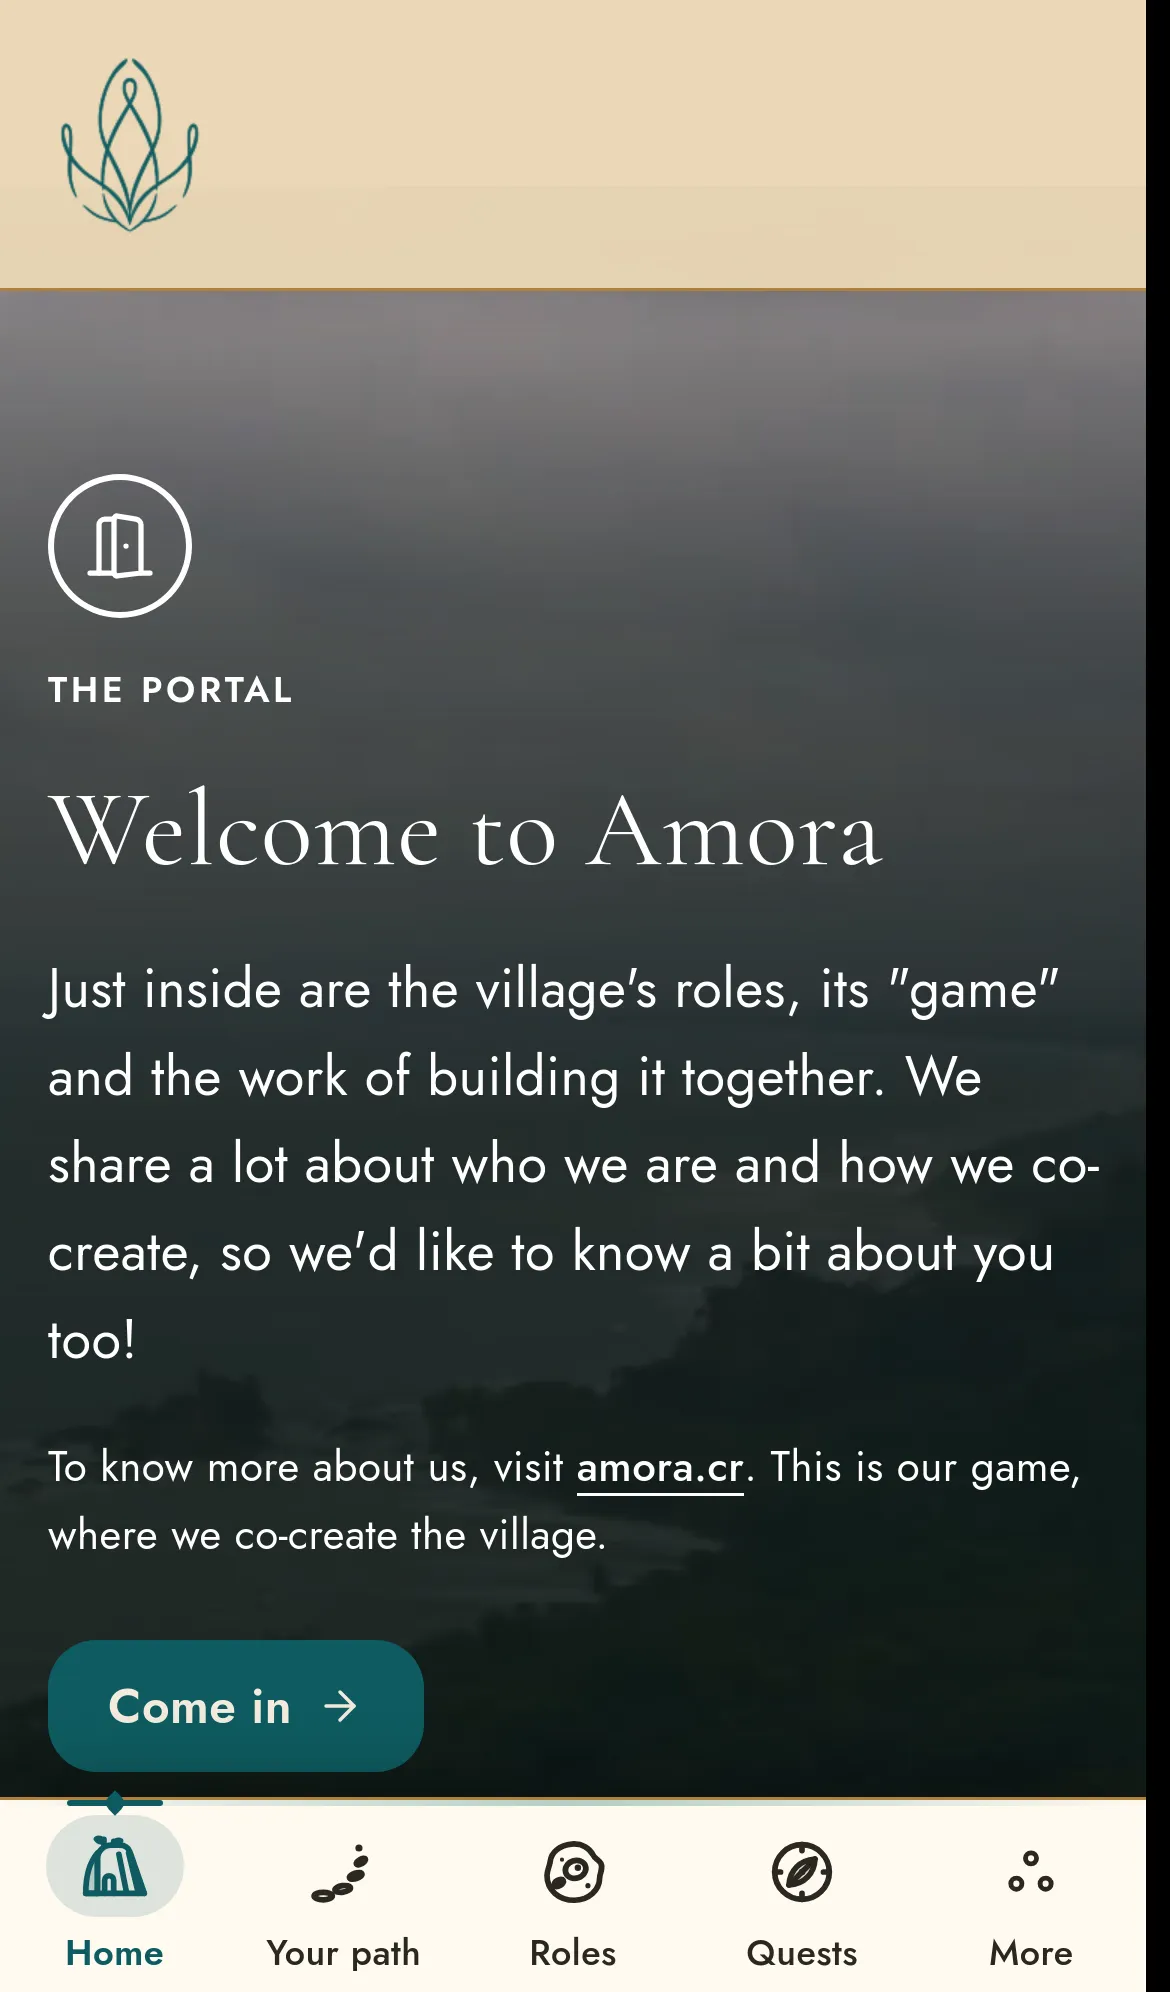 THE PORTAL
Welcome to Amora
Just inside are the village's roles, its "game"
and the work of building it together. We
share a lot about who we are and how we co-
create, so we'd like to know a bit about you
too!
To know more about us, visit amora.cr. This is our game,
where we co-create the village.
Come in
Home
Your path
Roles
Quests
More